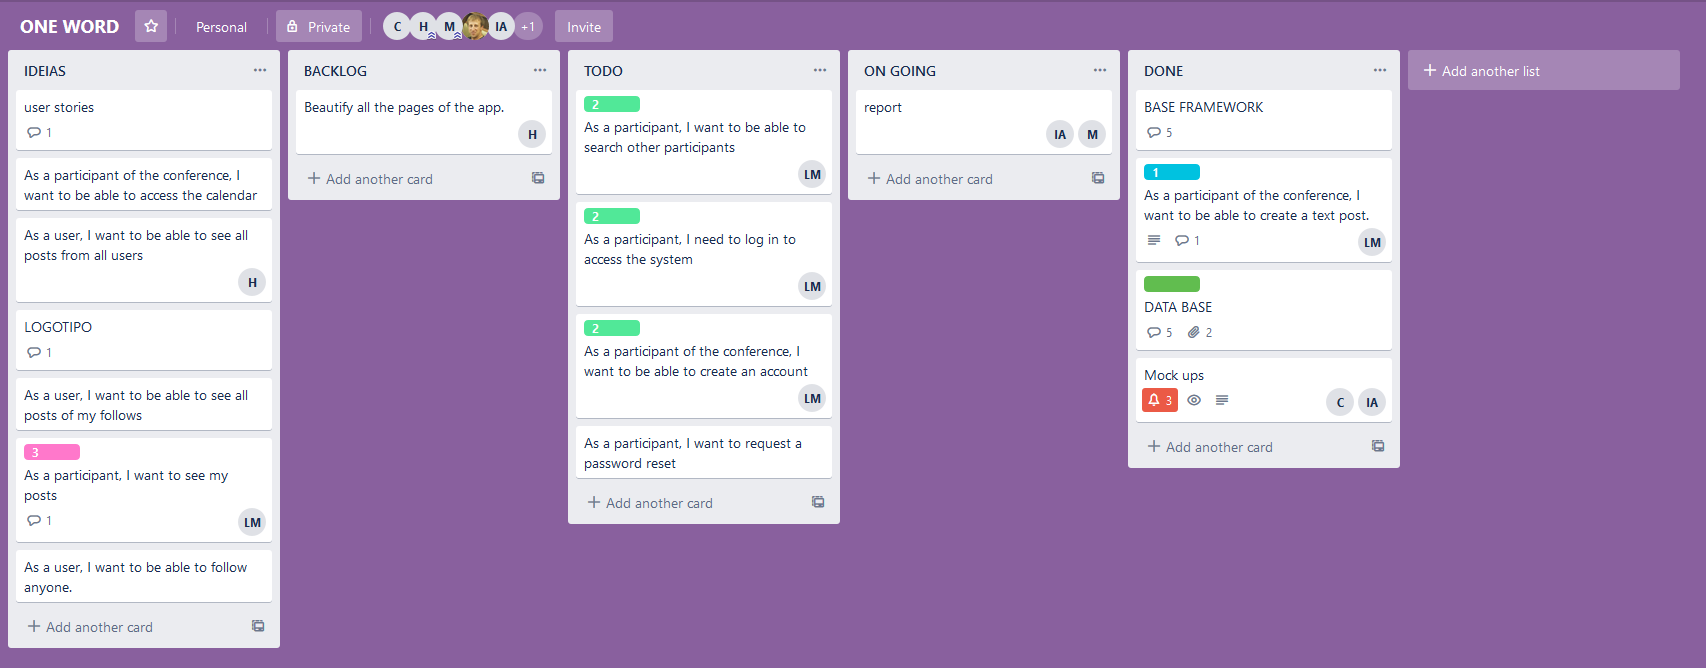 ONE WORD
Personal
Private
C
H
M
IA
+1
Invite
IDEIAS
user stories
1
As a participant of the conference, I
want to be able to access the calendar
As a user, I want to be able to see all
posts from all users
H
LOGOTIPO
1
As a user, I want to be able to see all
posts of my follows
3
As a participant, I want to see my
posts
1
LM
As a user, I want to be able to follow
anyone.
+ Add another card
BACKLOG
Beautify all the pages of the app.
H
+ Add another card
TODO
2
As a participant, I want to be able to
search other participants
LM
2
As a participant, I need to log in to
access the system
LM
2
As a participant of the conference, I
want to be able to create an account
LM
As a participant, I want to request a
password reset
+ Add another card
ON GOING
report
IA
M
+ Add another card
DONE
BASE FRAMEWORK
5
1
As a participant of the conference, I
want to be able to create a text post.
1
LM
DATA BASE
5
2
Mock ups
3
C
IA
+ Add another card
+ Add another list